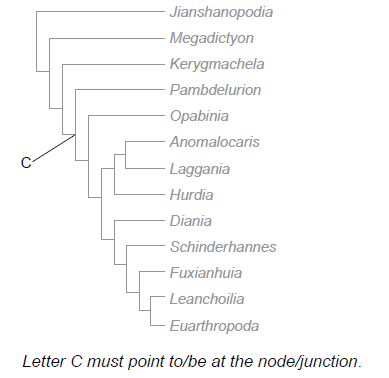 Jianshanopodia
Megadictyon
Kerygmachela
Pambdelurion
Opabinia
Anomalocaris
C
Laggania
Hurdia
Diania
Schinderhannes
Fuxianhuia
Leanchoilia
Euarthropoda
Letter C must point to/be at the node/junction.